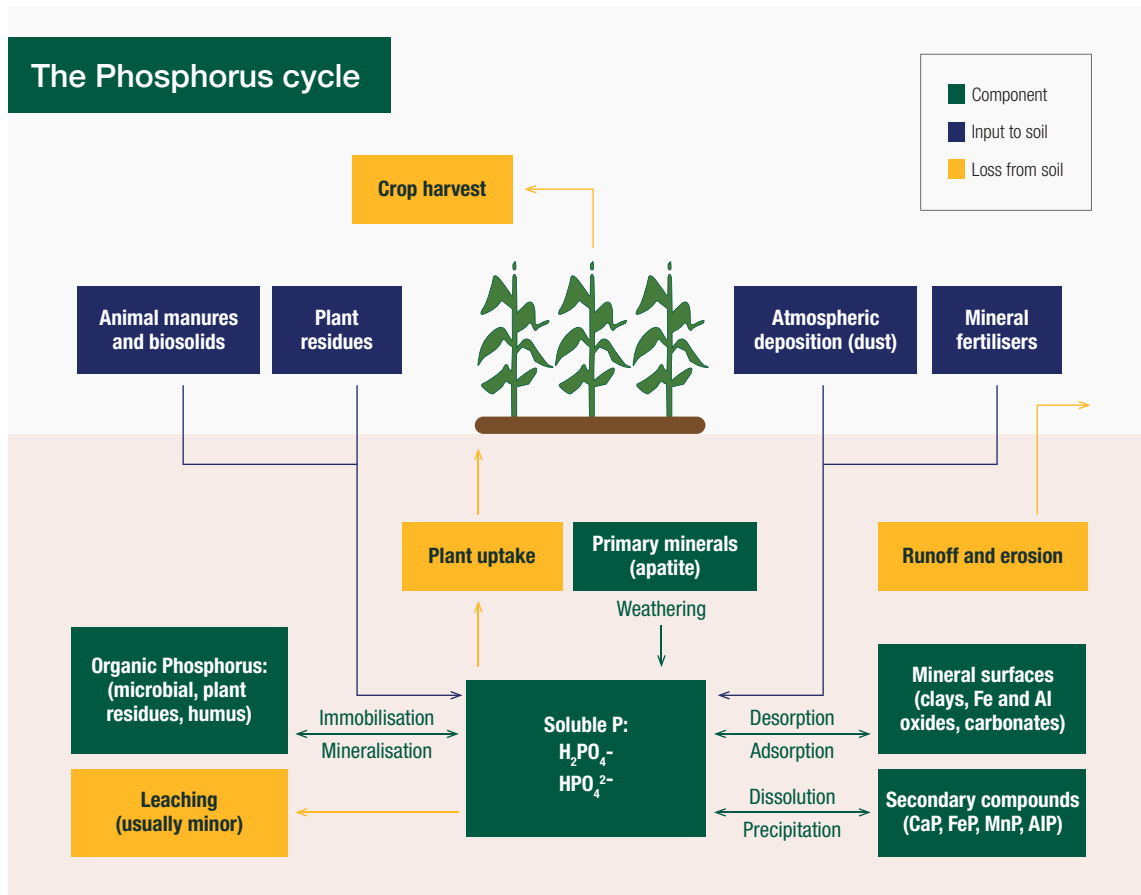 The Phosphorus cycle
Component
Input to soil
Loss from soil
Crop harvest
Animal manures
and biosolids
Plant
residues
Atmospheric
deposition (dust)
Mineral
fertilisers
Plant uptake
Primary minerals
(apatite)
Runoff and erosion
Weathering
Organic Phosphorus:
(microbial, plant
residues, humus)
Immobilisation
Mineralisation
Soluble P:
H₂PO₄-
HPO₄²⁻
Desorption
Adsorption
Mineral surfaces
(clays, Fe and Al
oxides, carbonates)
Leaching
(usually minor)
Dissolution
Precipitation
Secondary compounds
(CaP, FeP, MnP, AlP)